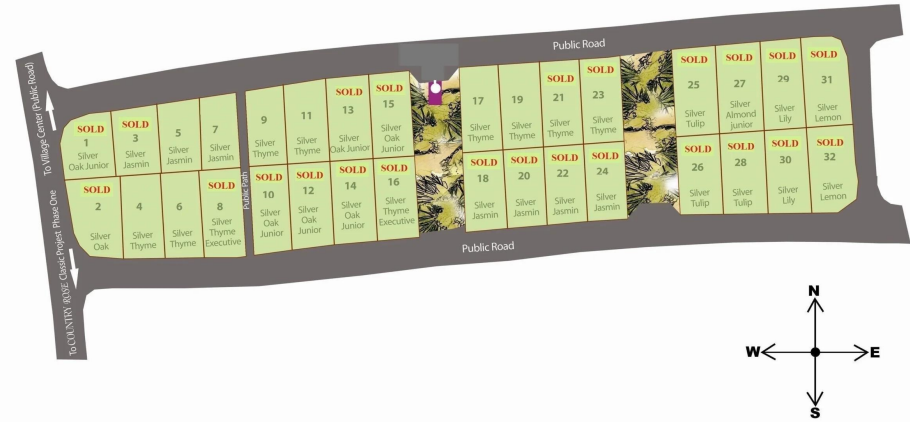 Public Road
To Village Center (Public Road)
SOLD
1
Silver
Oak Junior
SOLD
3
Silver
Jasmin
5
Silver
Jasmin
7
Silver
Jasmin
9
Silver
Thyme
11
Silver
Thyme
SOLD
13
Silver
Oak Junior
SOLD
15
Silver
Oak
Junior
17
Silver
Thyme
19
Silver
Thyme
SOLD
21
Silver
Thyme
SOLD
23
Silver
Thyme
SOLD
25
Silver
Tulip
SOLD
27
Silver
Almond
junior
SOLD
29
Silver
Lily
SOLD
31
Silver
Lemon
SOLD
2
Silver
Oak
4
Silver
Thyme
6
Silver
Thyme
SOLD
8
Silver
Thyme
Executive
Public Path
SOLD
10
Silver
Oak
Junior
SOLD
12
Silver
Oak
Junior
SOLD
14
Silver
Oak
Junior
SOLD
16
Silver
Thyme
Executive
SOLD
18
Silver
Jasmin
SOLD
20
Silver
Jasmin
SOLD
22
Silver
Jasmin
SOLD
24
Silver
Jasmin
SOLD
26
Silver
Tulip
SOLD
28
Silver
Tulip
SOLD
30
Silver
Lily
SOLD
32
Silver
Lemon
Public Road
To COUNTRY ROSE Classic Projest Phase One
N
W
E
S